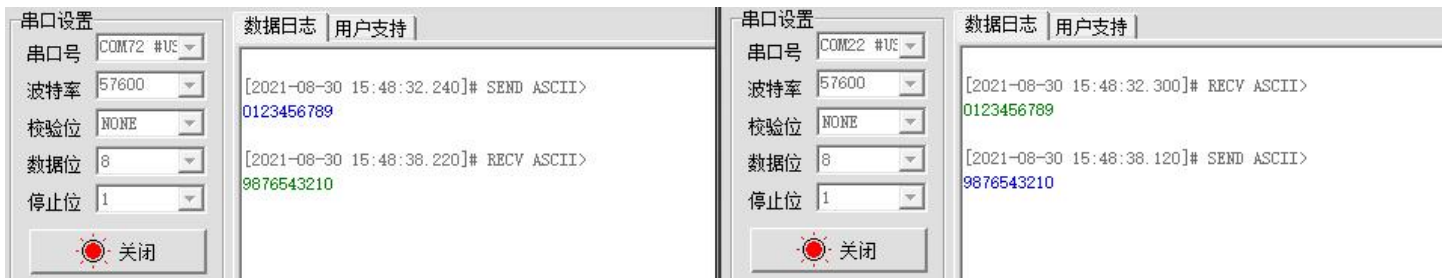 串口设置
串口号 COM72 #US
波特率 57600
校验位 NONE
数据位 8
停止位 1
关闭
数据日志 用户支持
[2021-08-30 15:48:32.240]# SEND ASCII>
0123456789
[2021-08-30 15:48:38.220]# RECV ASCII>
9876543210
串口设置
串口号 COM22 #US
波特率 57600
校验位 NONE
数据位 8
停止位 1
关闭
数据日志 用户支持
[2021-08-30 15:48:32.300]# RECV ASCII>
0123456789
[2021-08-30 15:48:38.120]# SEND ASCII>
9876543210